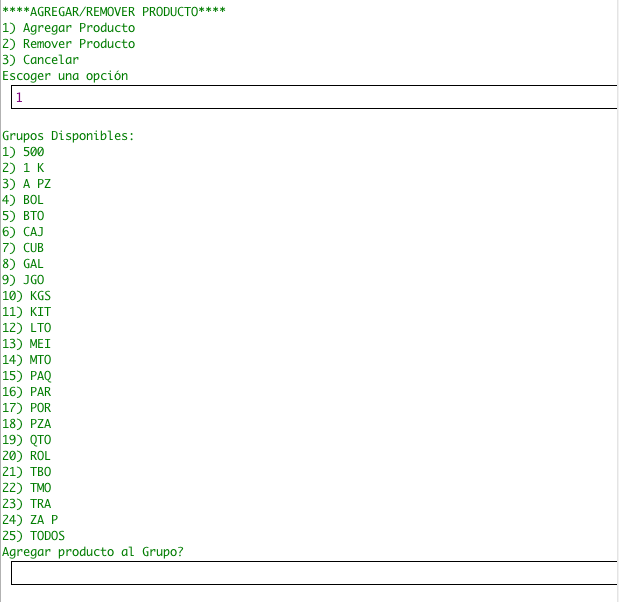 ****AGREGAR/REMOVER PRODUCTO****
1) Agregar Producto
2) Remover Producto
3) Cancelar
Escoger una opción
1
Grupos Disponibles:
1) 500
2) 1 K
3) A PZ
4) BOL
5) BTO
6) CAJ
7) CUB
8) GAL
9) JGO
10) KGS
11) KIT
12) LTO
13) MEI
14) MTO
15) PAQ
16) PAR
17) POR
18) PZA
19) QTO
20) ROL
21) TBO
22) TMO
23) TRA
24) ZA P
25) TODOS
Agregar producto al Grupo?